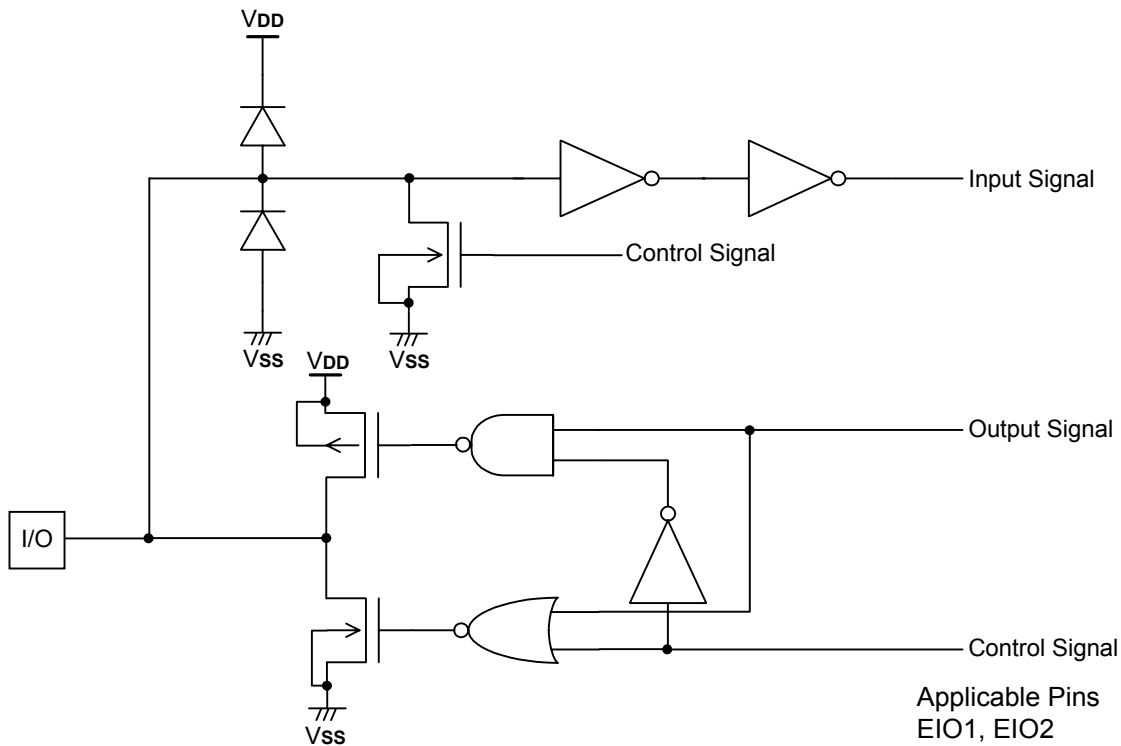 VDD
Input Signal
Control Signal
VSS
VSS
VDD
Output Signal
I/O
Control Signal
Applicable Pins
EIO1, EIO2
VSS